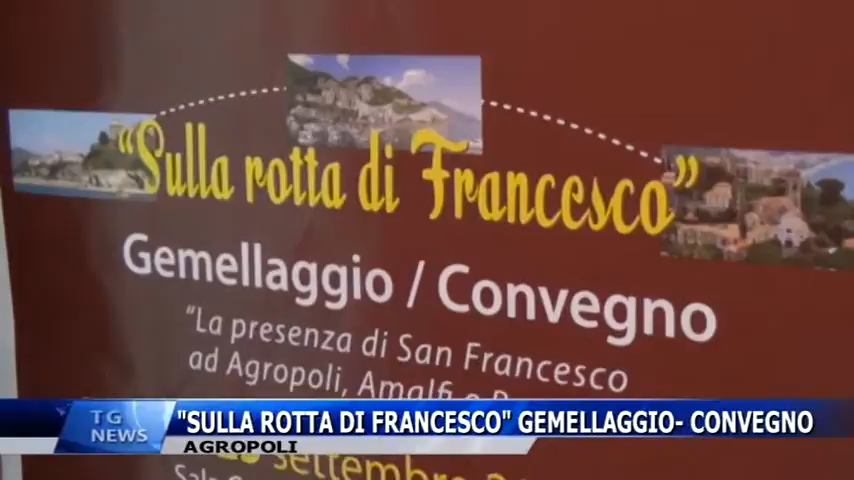 "Sulla rotta di Francesco"
Gemellaggio / Convegno
"La presenza di San Francesco
ad Agropoli, Amalfi e
TG NEWS
"SULLA ROTTA DI FRANCESCO" GEMELLAGGIO- CONVEGNO
AGROPOLI
settembre